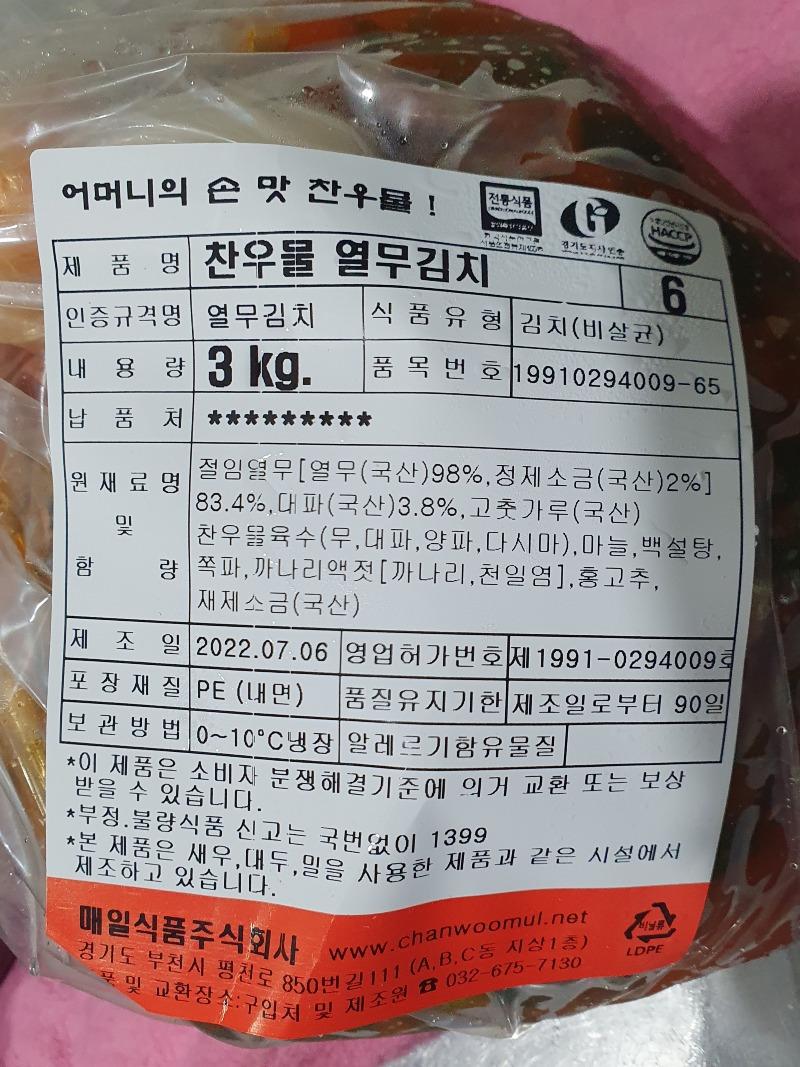 어머니의 손 맛 찬우물 !
전통식품
경기도지사인증
HACCP
제 품 명 찬우물 열무김치 6
인증규격명 열무김치 식 품 유 형 김치(비살균)
내 용 량 3 kg. 품 목 번 호 19910294009-65
납 품 처 *********
원 재 료 명 및 함 량
절임열무[열무(국산)98%,정제소금(국산)2%]
83.4%,대파(국산)3.8%,고춧가루(국산)
찬우물육수(무,대파,양파,다시마),마늘,백설탕,
쪽파,까나리액젓[까나리,천일염],홍고추,
재제소금(국산)
제 조 일 2022.07.06 영업허가번호 제1991-0294009호
포 장 재 질 PE (내면) 품질유지기한 제조일로부터 90일
보 관 방 법 0~10°C냉장 알레르기함유물질
*이 제품은 소비자 분쟁해결기준에 의거 교환 또는 보상
받을 수 있습니다.
*부정.불량식품 신고는 국번없이 1399
*본 제품은 새우,대두,밀을 사용한 제품과 같은 시설에서
제조하고 있습니다.
매일식품주식회사 www.chanwoomul.net
경기도 부천시 평천로 850번길111 (A,B,C동 지상1층)
품 및 교환장소:구입처 및 제조원 ☎ 032-675-7130
비닐류
LDPE